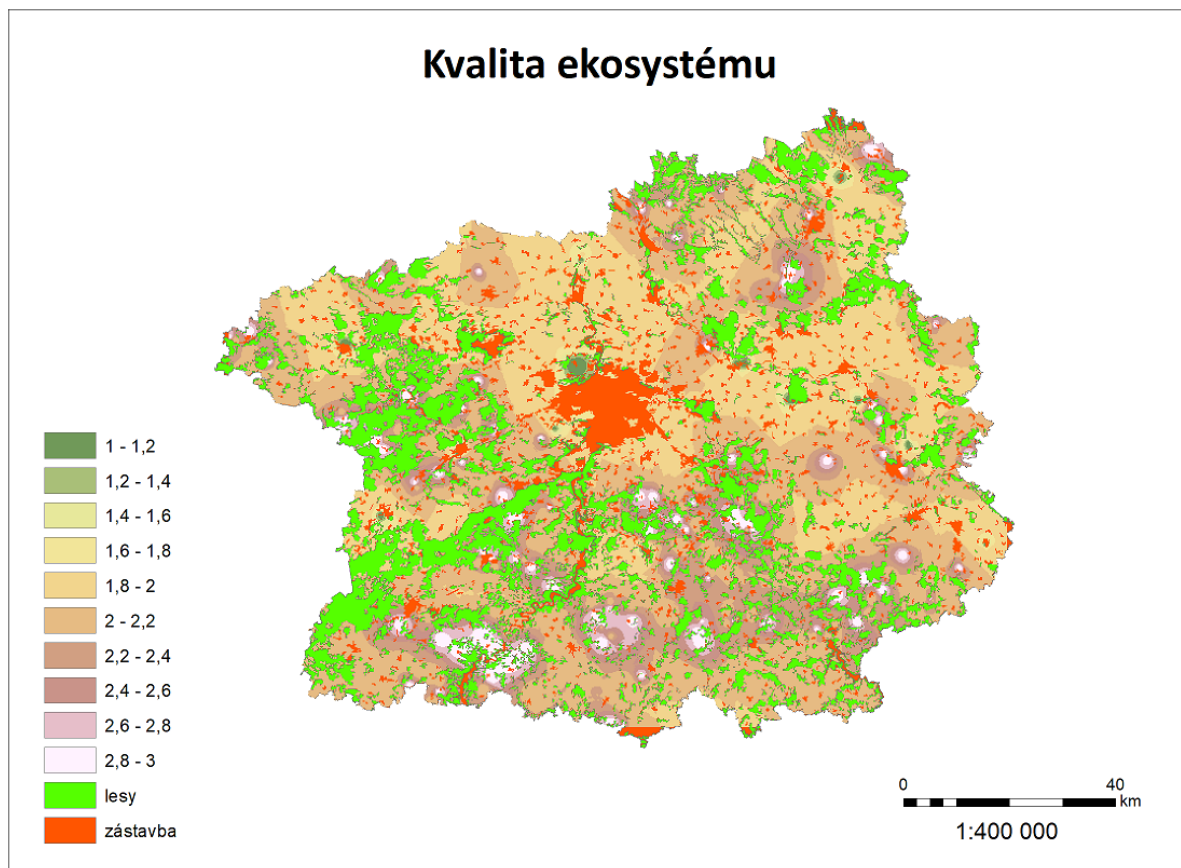 Kvalita ekosystému
1 - 1,2
1,2 - 1,4
1,4 - 1,6
1,6 - 1,8
1,8 - 2
2 - 2,2
2,2 - 2,4
2,4 - 2,6
2,6 - 2,8
2,8 - 3
lesy
zástavba
0 40
km
1:400 000